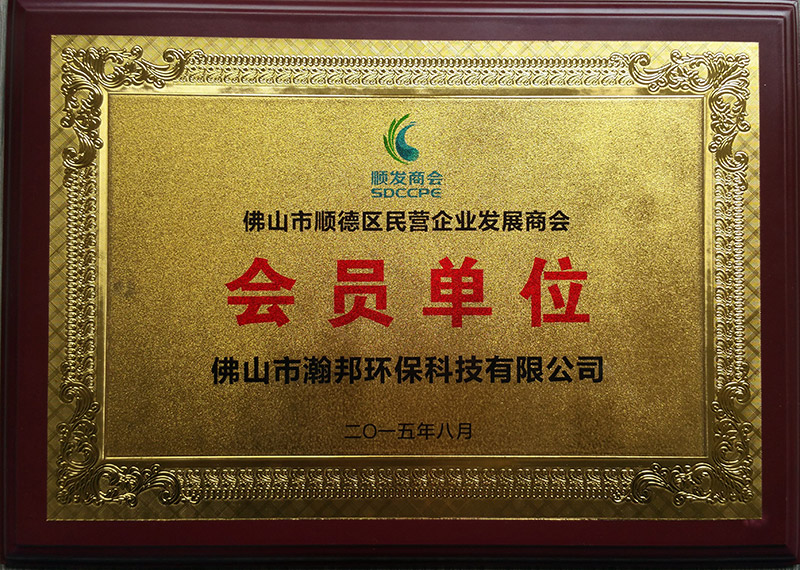 顺发商会
SDCCPE
佛山市顺德区民营企业发展商会
会员单位
佛山市瀚邦环保科技有限公司
二〇一五年八月